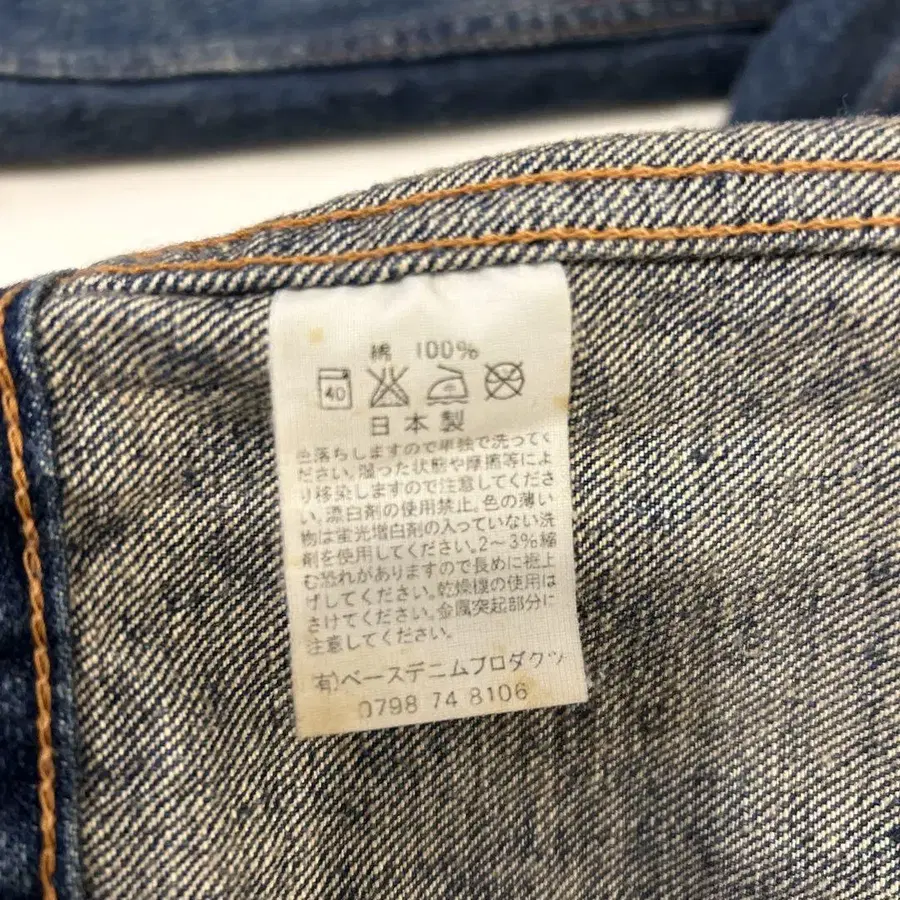 綿 100%
40
日本製
色落ちしますので単独で洗ってく
ださい。湿った状態や摩擦等によ
り移染しますので注意してくださ
い。漂白剤の使用禁止。色の薄い
物は蛍光増白剤の入っていない洗
剤を使用してください。2～3%縮
む恐れがありますので長めに裾上
げしてください。乾燥機の使用は
さけてください。金属突起部分に
注意してください。
有)ベースデニムプロダクツ
0798 74 8106